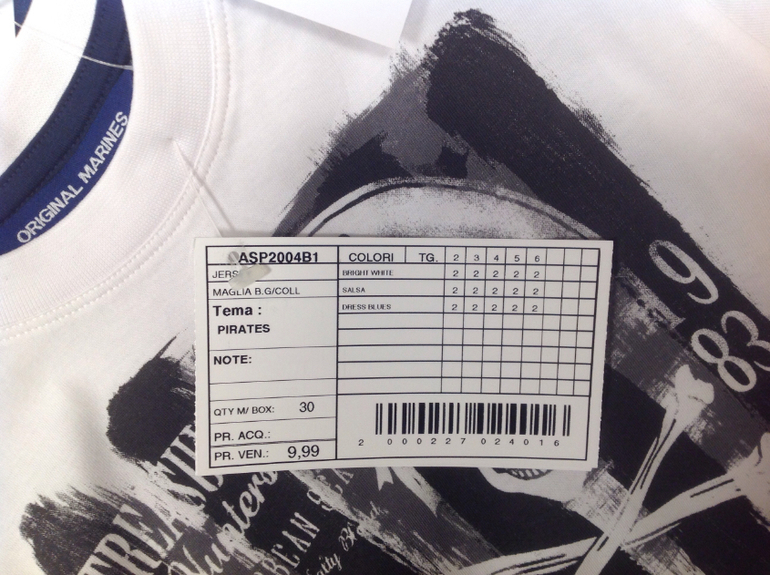 ORIGINAL MARINES
ASP2004B1 COLORI TG. 2 3 4 5 6
BRIGHT WHITE 2 2 2 2 2
MAGLIA B.G/COLL SALSA 2 2 2 2 2
Tema : DRESS BLUES 2 2 2 2 2
PIRATES
NOTE:
QTY M/ BOX: 30
PR. ACQ.:
PR. VEN.: 9,99
2 000227 024016
9
83